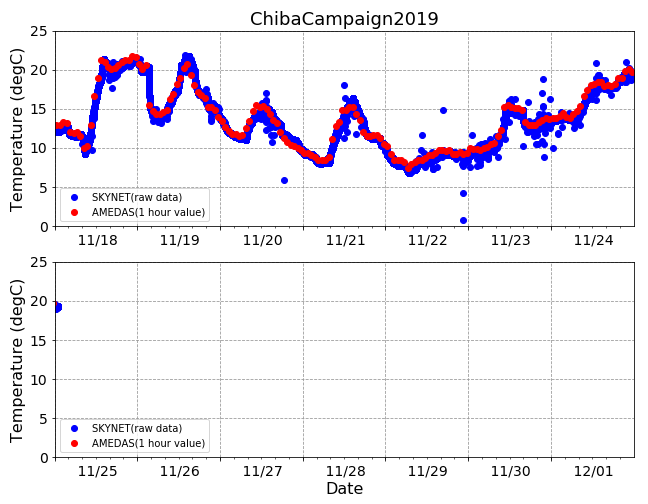 ChibaCampaign2019
Temperature (degC)
25
20
15
10
5
0
SKYNET(raw data)
AMEDAS(1 hour value)
11/18 11/19 11/20 11/21 11/22 11/23 11/24
Temperature (degC)
25
20
15
10
5
0
SKYNET(raw data)
AMEDAS(1 hour value)
11/25 11/26 11/27 11/28 11/29 11/30 12/01
Date